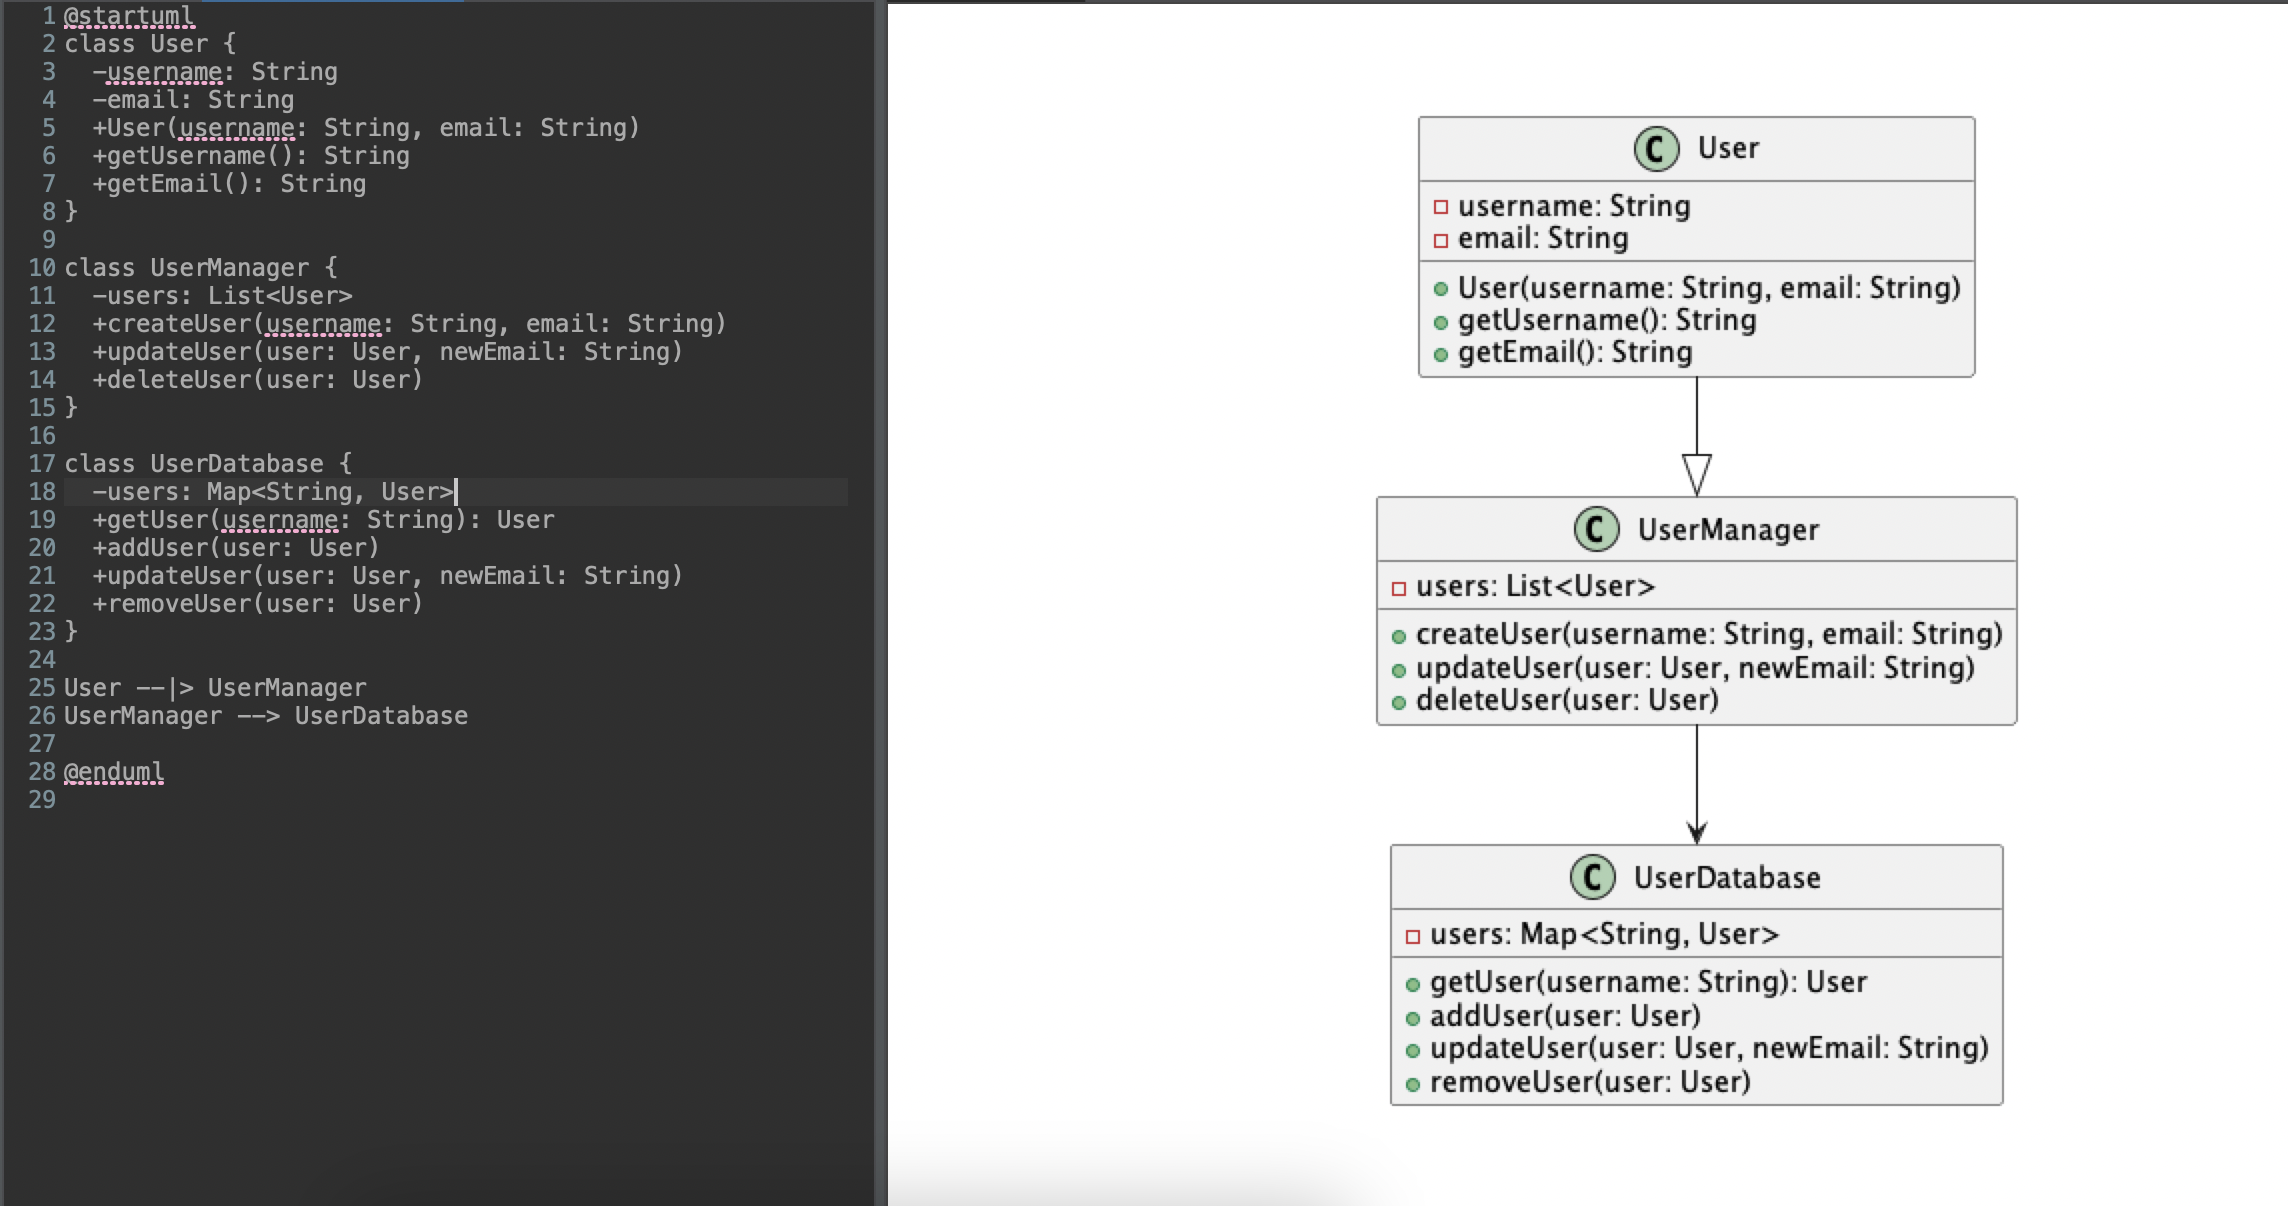 1 @startuml
2 class User {
3   -username: String
4   -email: String
5   +User(username: String, email: String)
6   +getUsername(): String
7   +getEmail(): String
8 }
9
10 class UserManager {
11   -users: List<User>
12   +createUser(username: String, email: String)
13   +updateUser(user: User, newEmail: String)
14   +deleteUser(user: User)
15 }
16
17 class UserDatabase {
18   -users: Map<String, User>
19   +getUser(username: String): User
20   +addUser(user: User)
21   +updateUser(user: User, newEmail: String)
22   +removeUser(user: User)
23 }
24
25 User --|> UserManager
26 UserManager --> UserDatabase
27
28 @enduml
29
C User
username: String
email: String
User(username: String, email: String)
getUsername(): String
getEmail(): String
C UserManager
users: List<User>
createUser(username: String, email: String)
updateUser(user: User, newEmail: String)
deleteUser(user: User)
C UserDatabase
users: Map<String, User>
getUser(username: String): User
addUser(user: User)
updateUser(user: User, newEmail: String)
removeUser(user: User)